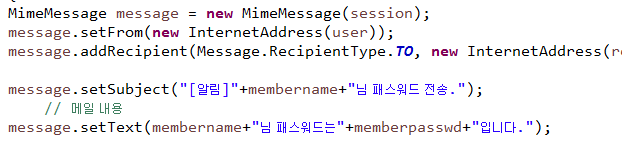 MimeMessage message = new MimeMessage(session);
message.setFrom(new InternetAddress(user));
message.addRecipient(Message.RecipientType.TO, new InternetAddress(
message.setSubject("[알림]"+membername+"님 패스워드 전송.");
// 메일 내용
message.setText(membername+"님 패스워드는"+memberpasswd+"입니다.");